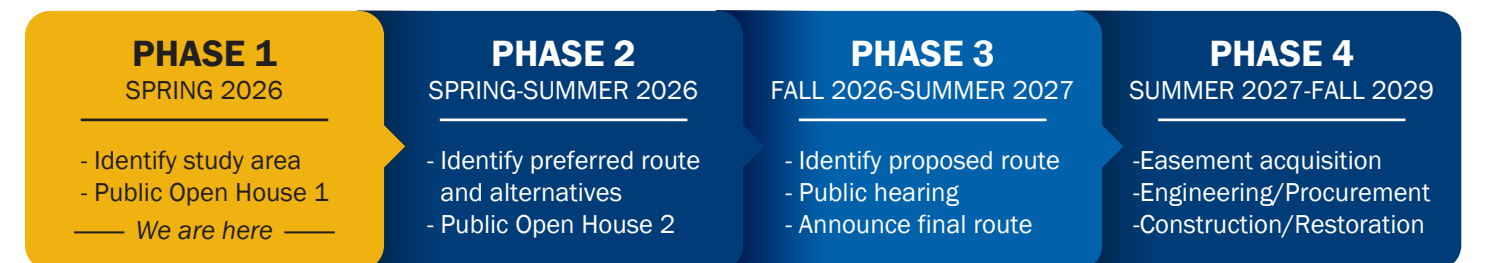 PHASE 1
SPRING 2026
- Identify study area
- Public Open House 1
We are here
PHASE 2
SPRING-SUMMER 2026
- Identify preferred route
and alternatives
- Public Open House 2
PHASE 3
FALL 2026-SUMMER 2027
- Identify proposed route
- Public hearing
- Announce final route
PHASE 4
SUMMER 2027-FALL 2029
-Easement acquisition
-Engineering/Procurement
-Construction/Restoration